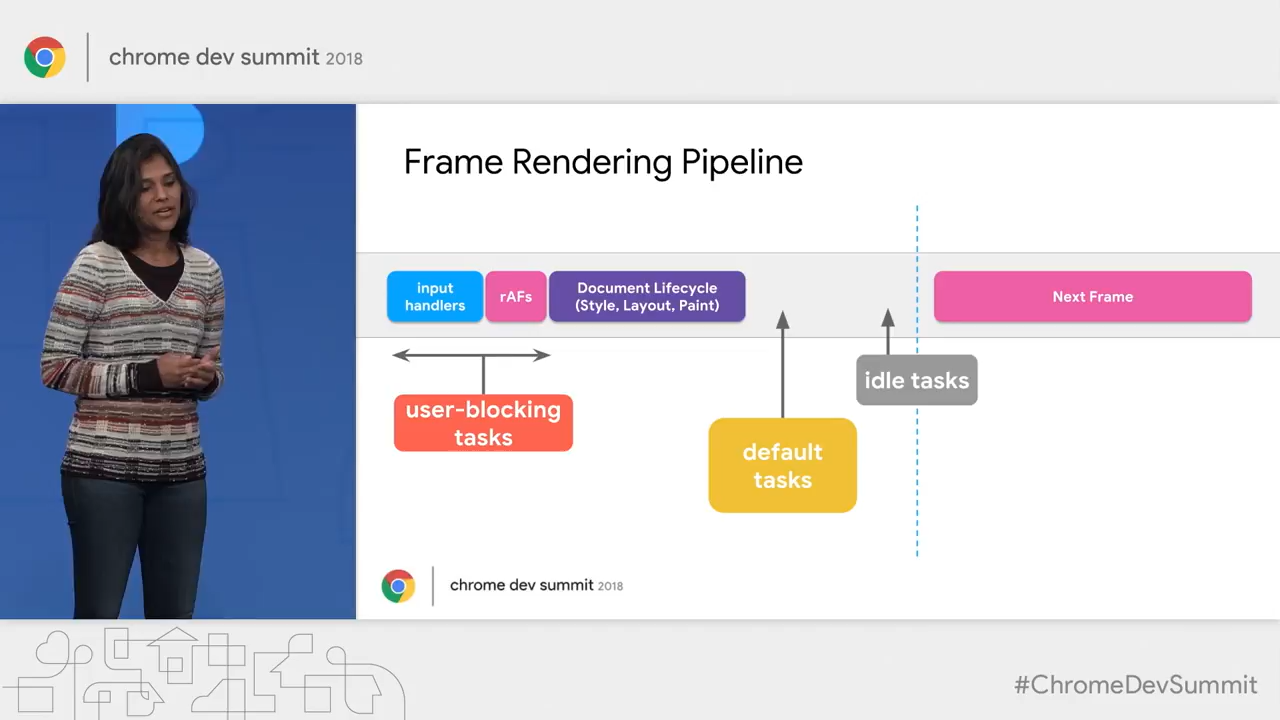 chrome dev summit 2018
Frame Rendering Pipeline
input
handlers
rAFs
Document Lifecycle
(Style, Layout, Paint)
Next Frame
user-blocking
tasks
default
tasks
idle tasks
chrome dev summit 2018
#ChromeDevSummit